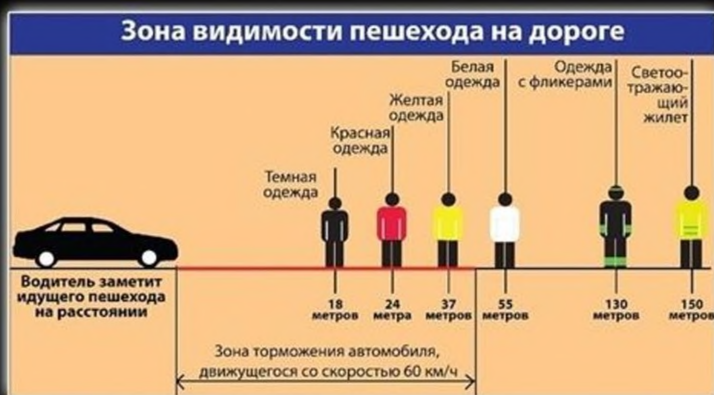 Зона видимости пешехода на дороге
Белая
одежда
Одежда
с фликерами
Светоот-
тражаю-
щий
жилет
Желтая
одежда
Красная
одежда
Темная
одежда
Водитель заметит
идущего пешехода
на расстоянии
18
метров
24
метра
37
метров
55
метров
130
метров
150
метров
Зона торможения автомобиля,
движущегося со скоростью 60 км/ч